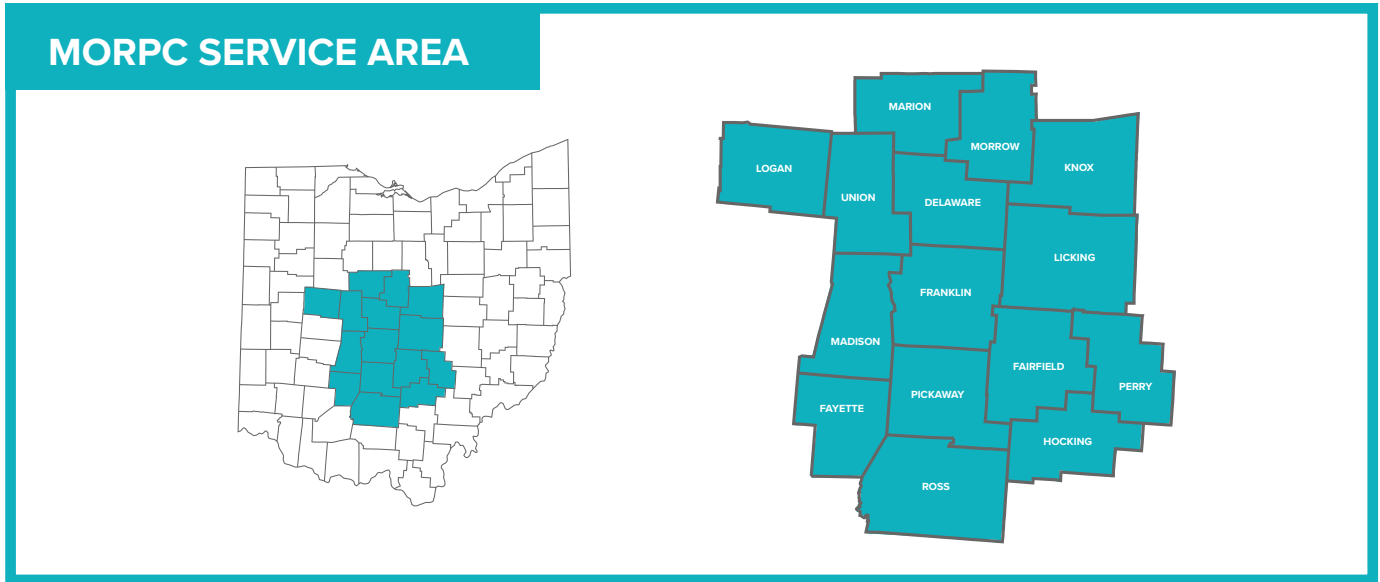 MORPC SERVICE AREA
MARION
MORROW
LOGAN
KNOX
UNION
DELAWARE
LICKING
FRANKLIN
MADISON
FAIRFIELD
PERRY
PICKAWAY
FAYETTE
HOCKING
ROSS